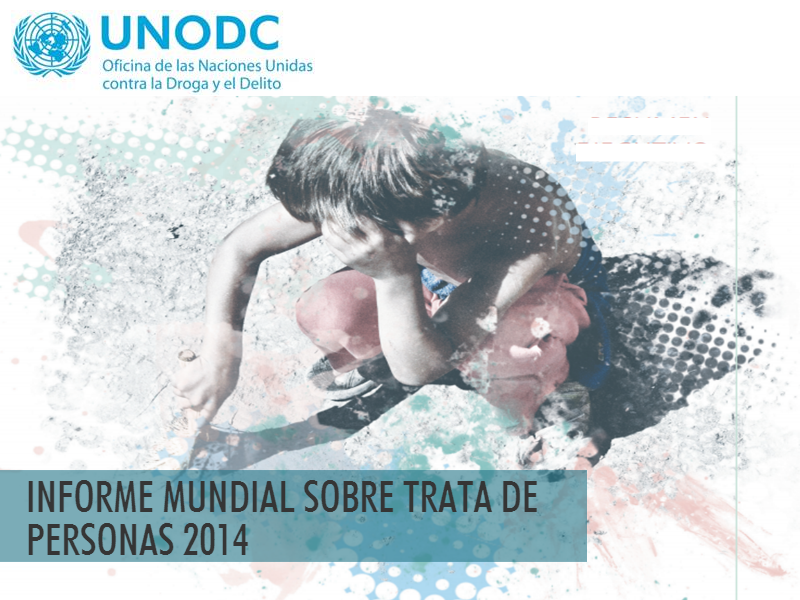 UNODC
Oficina de las Naciones Unidas
contra la Droga y el Delito
INFORME MUNDIAL SOBRE TRATA DE
PERSONAS 2014